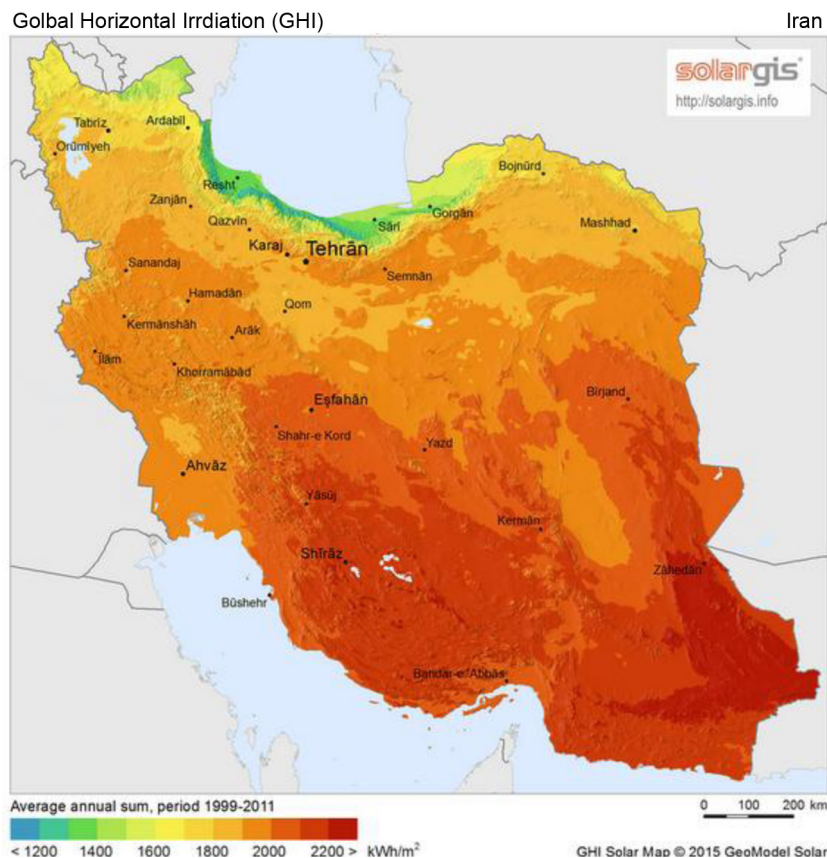 Golbal Horizontal Irrdiation (GHI) Iran
solargis
http://solargis.info
Tabriz
Ardabīl
Orūmīyeh
Resht
Bojnūrd
Zanjān
Gorgān
Qazvīn
Sārī
Mashhad
Karaj
Tehrān
Sanandaj
Semnān
Hamadān
Qom
Kermānshāh
Arāk
Īlām
Khorramābād
Eşfahān
Bīrjand
Shahr-e Kord
Yazd
Ahvāz
Yāsūj
Kermān
Shīrāz
Zāhedān
Būshehr
Bandar-e'Abbās
Average annual sum, period 1999-2011
0 100 200 km
< 1200 1400 1600 1800 2000 2200 > kWh/m²
GHI Solar Map © 2015 GeoModel Solar